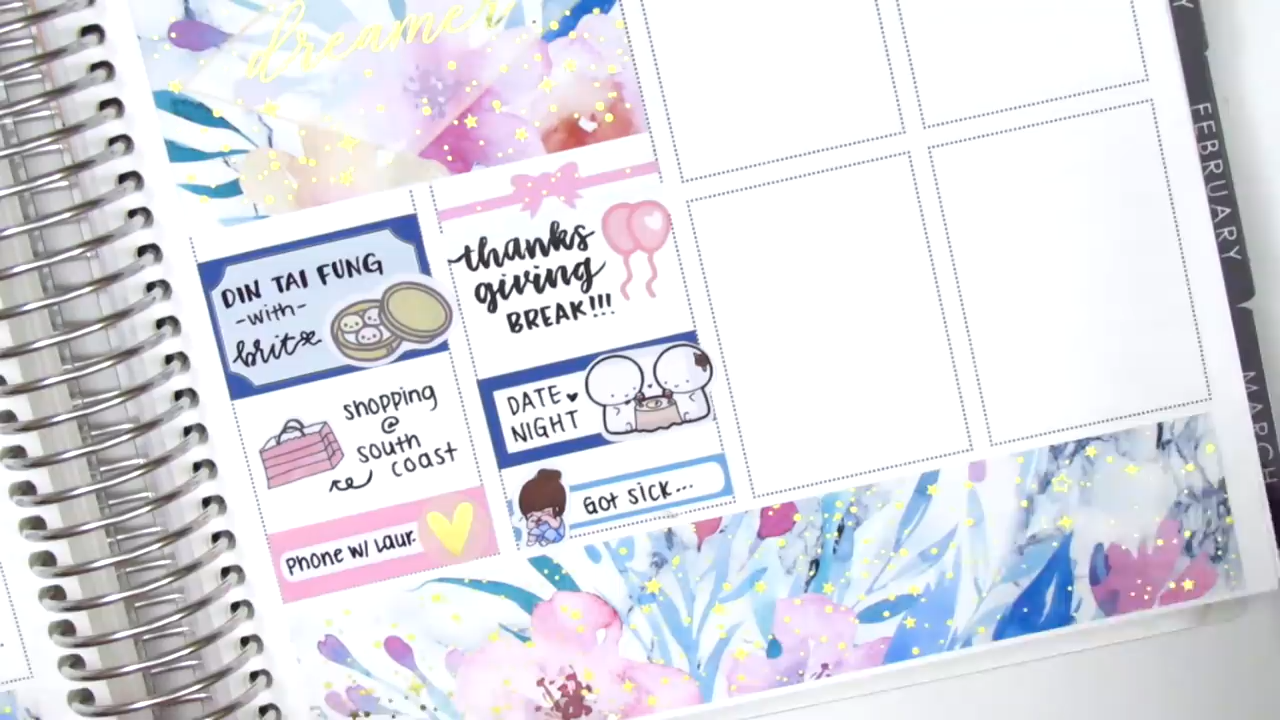 dreamer
DIN TAI FUNG
-with-
brit
shopping
@
south
coast
PHONE W/ LAUR.
thanks
giving
BREAK!!!
DATE
NIGHT
GOT SICK...
Y
FEBRUARY
MARCH